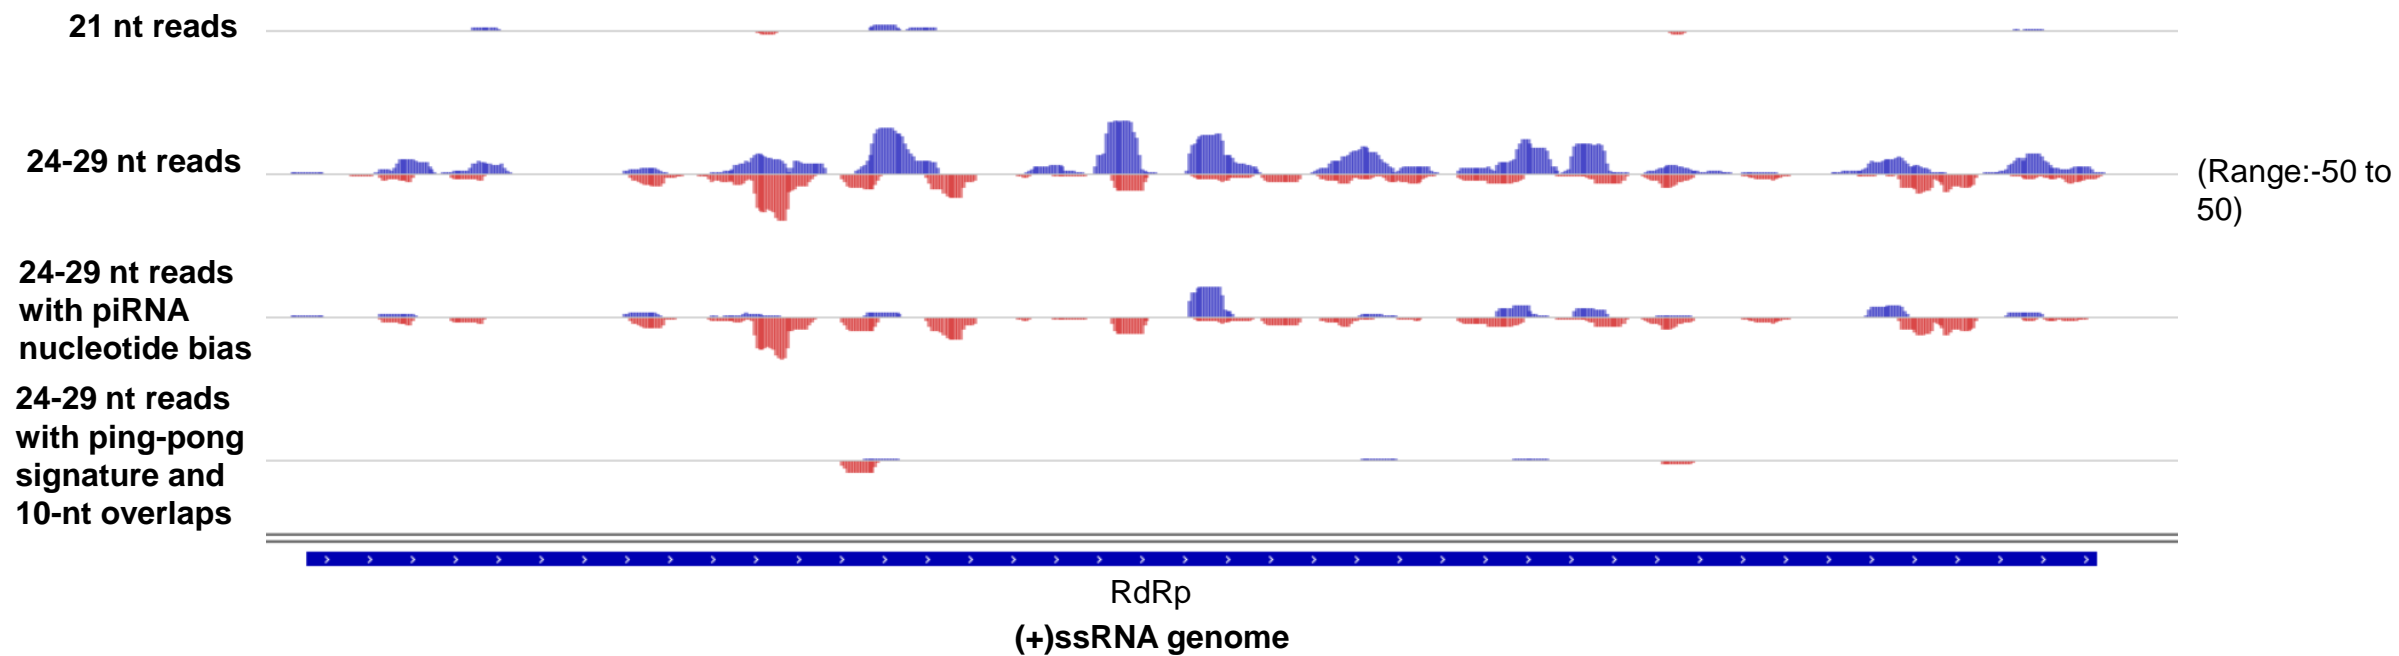 21 nt reads
24-29 nt reads
(Range:-50 to
50)
24-29 nt reads
with piRNA
nucleotide bias
24-29 nt reads
with ping-pong
signature and
10-nt overlaps
RdRp
(+)ssRNA genome